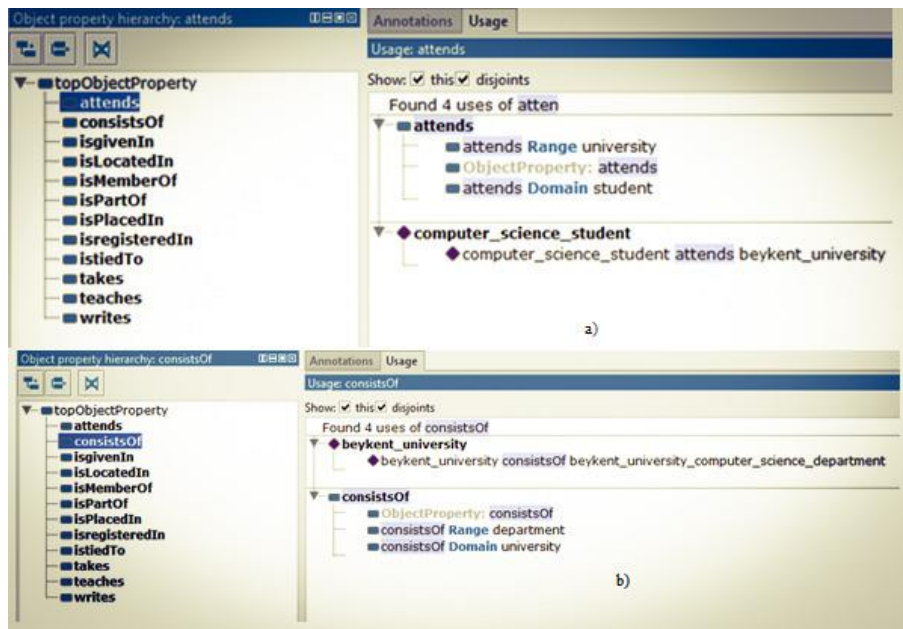 Object property hierarchy: attends
topObjectProperty
attends
consistsOf
isgivenIn
isLocatedIn
isMemberOf
isPartOf
isPlacedIn
isregisteredIn
istiedTo
takes
teaches
writes
Annotations Usage
Usage: attends
Show: this disjoints
Found 4 uses of atten
attends
attends Range university
ObjectProperty: attends
attends Domain student
computer_science_student
computer_science_student attends beykent_university
a)
Object property hierarchy: consistsOf
topObjectProperty
attends
consistsOf
isgivenIn
isLocatedIn
isMemberOf
isPartOf
isPlacedIn
isregisteredIn
istiedTo
takes
teaches
writes
Annotations Usage
Usage: consistsOf
Show: this disjoints
Found 4 uses of consistsOf
beykent_university
beykent_university consistsOf beykent_university_computer_science_department
consistsOf
ObjectProperty: consistsOf
consistsOf Range department
consistsOf Domain university
b)